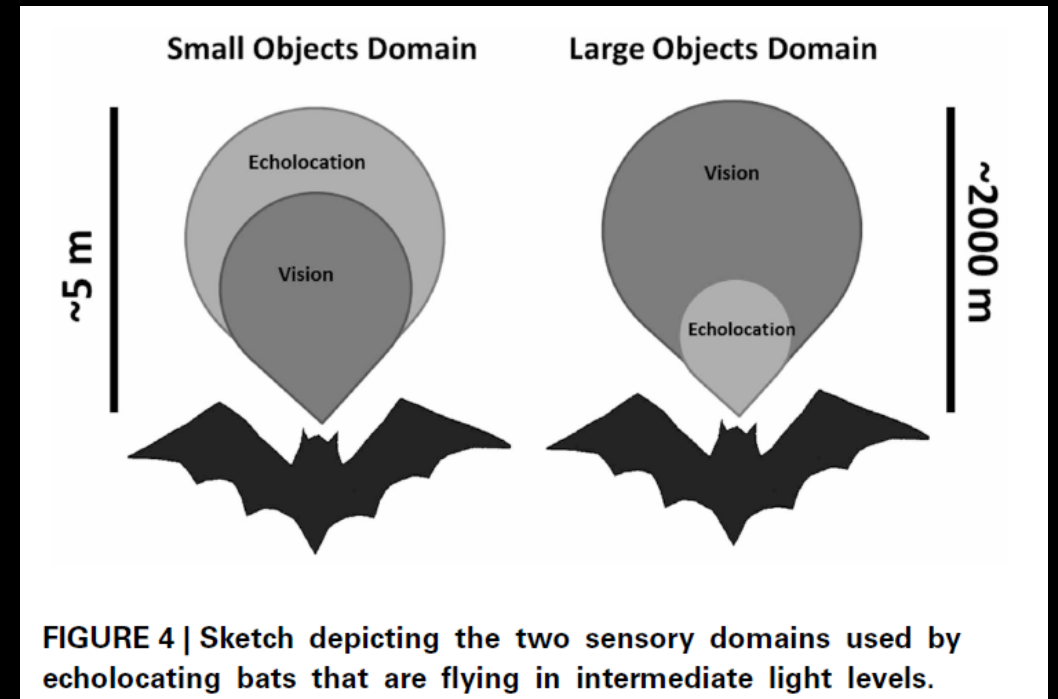 Small Objects Domain
Large Objects Domain
Echolocation
Vision
~5 m
Vision
Echolocation
~2000 m
FIGURE 4 | Sketch depicting the two sensory domains used by
echolocating bats that are flying in intermediate light levels.